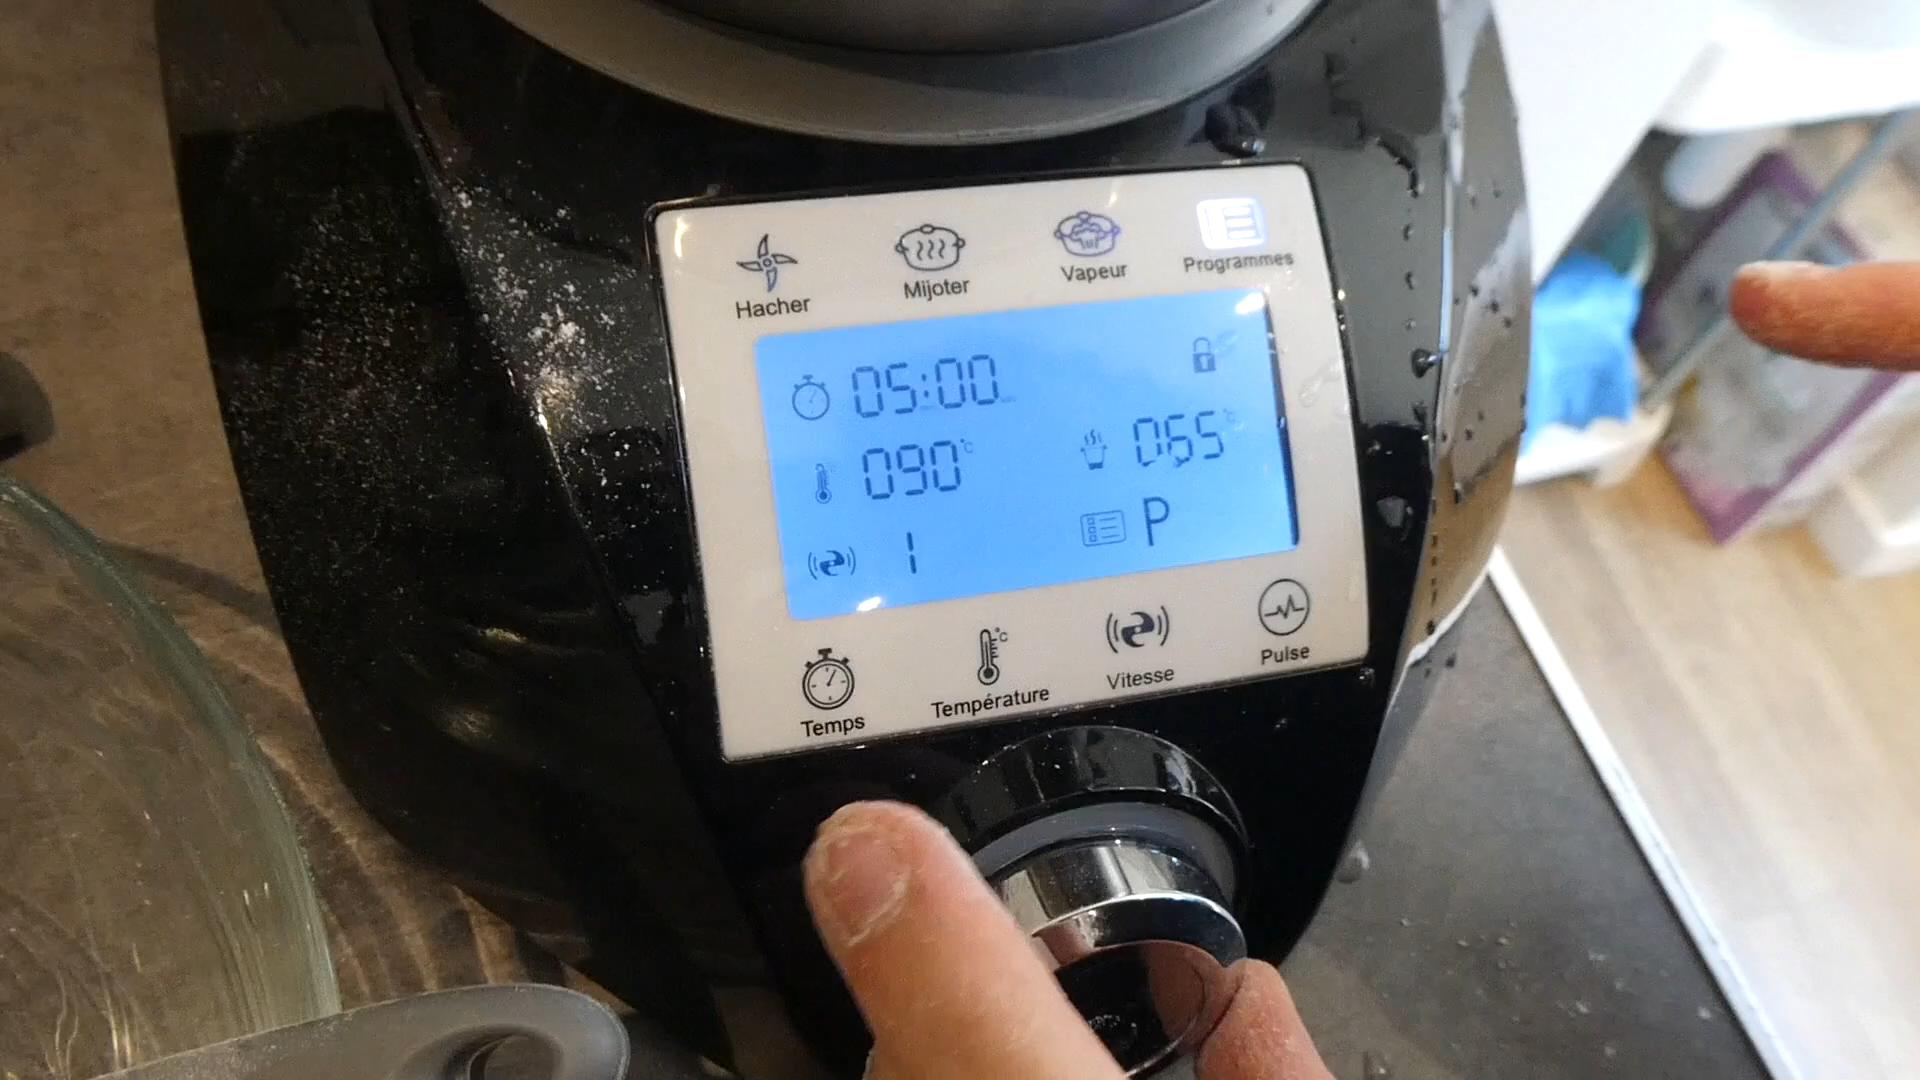 Hacher Mijoter Vapeur Programmes
05:00
090°C 065°C
1 P
Temps Température °C Vitesse Pulse